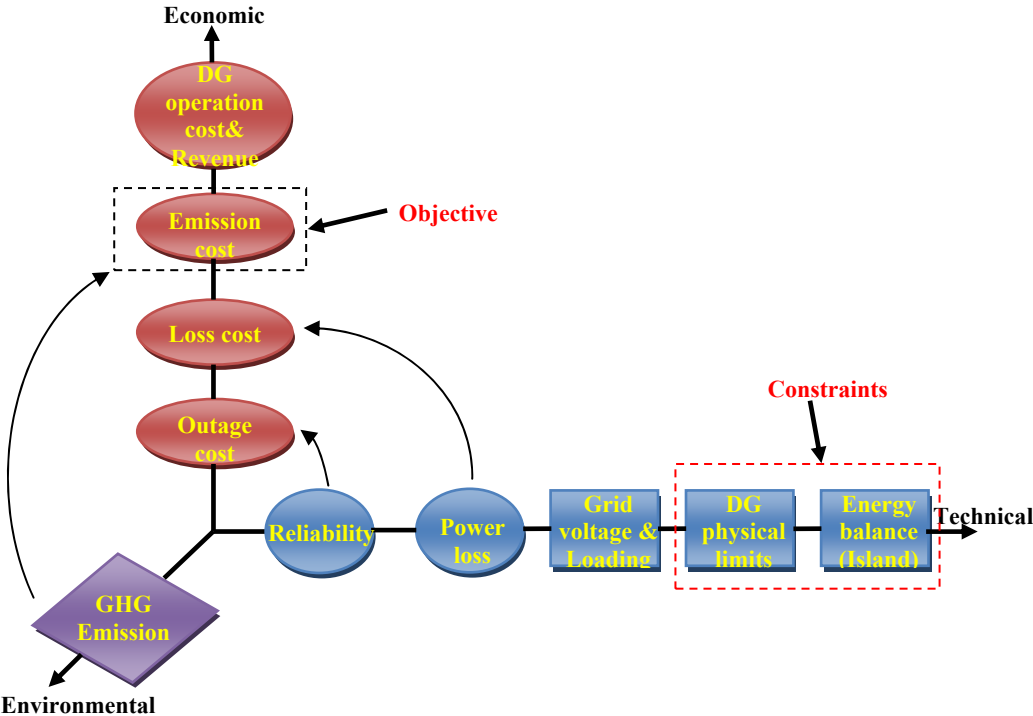 Economic
DG
operation
cost&
Revenue
Emission
cost
Objective
Loss cost
Constraints
Outage
cost
Reliability
Power
loss
Grid
voltage &
Loading
DG
physical
limits
Energy
balance
(Island)
Technical
GHG
Emission
Environmental